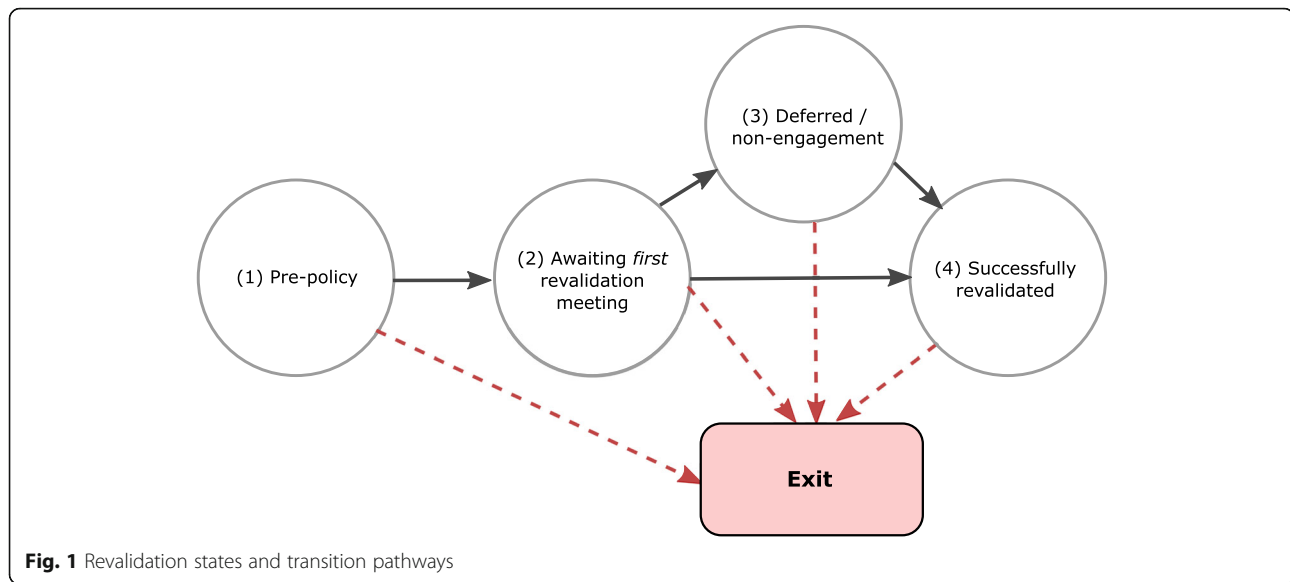 (1) Pre-policy
(2) Awaiting first
revalidation
meeting
(3) Deferred /
non-engagement
(4) Successfully
revalidated
Exit
Fig. 1 Revalidation states and transition pathways